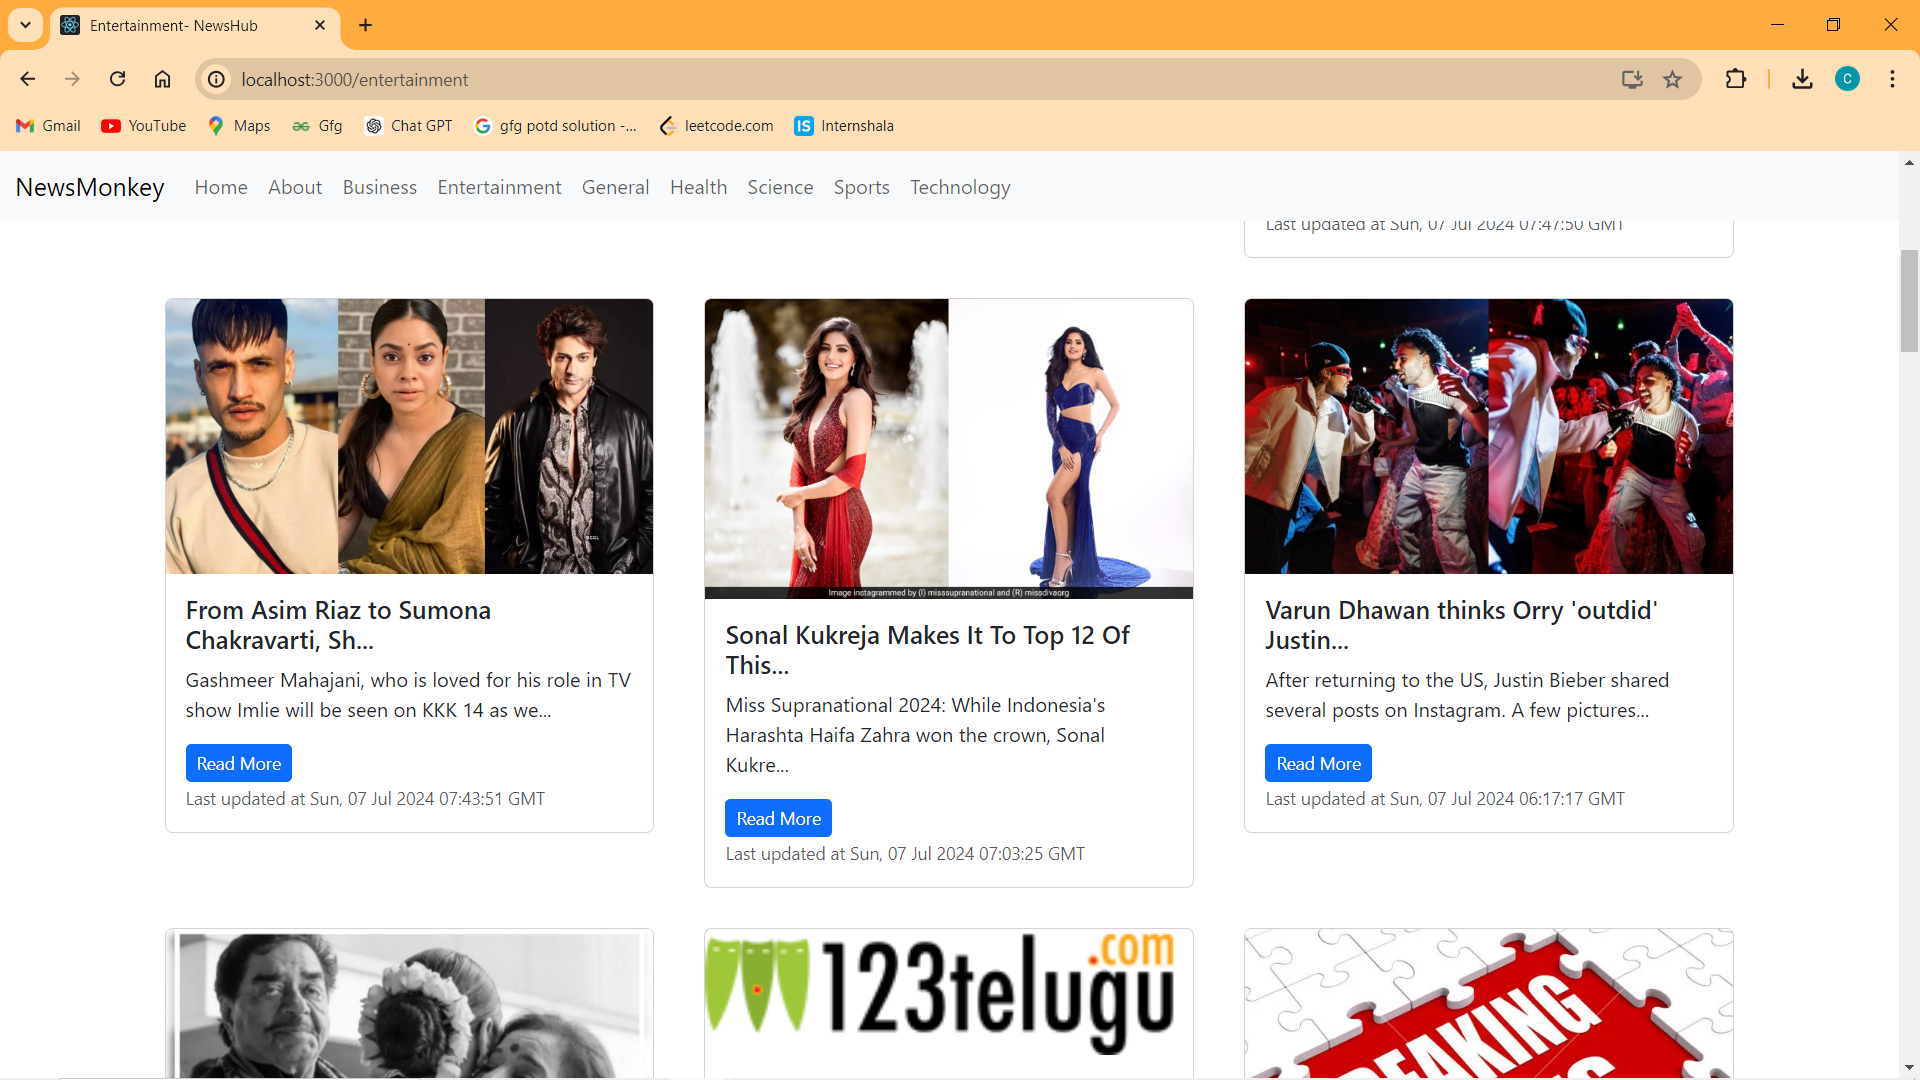 Entertainment- NewsHub
localhost:3000/entertainment
Gmail YouTube Maps Gfg Chat GPT gfg potd solution -... leetcode.com IS Internshala
C
NewsMonkey Home About Business Entertainment General Health Science Sports Technology
Last updated at Sun, 07 Jul 2024 07:47:50 GMT
From Asim Riaz to Sumona
Chakravarti, Sh...
Gashmeer Mahajani, who is loved for his role in TV
show Imlie will be seen on KKK 14 as we...
Read More
Last updated at Sun, 07 Jul 2024 07:43:51 GMT
Image instagrammed by (l) misssupranational and (R) missdivaorg
Sonal Kukreja Makes It To Top 12 Of
This...
Miss Supranational 2024: While Indonesia's
Harashta Haifa Zahra won the crown, Sonal
Kukre...
Read More
Last updated at Sun, 07 Jul 2024 07:03:25 GMT
Varun Dhawan thinks Orry 'outdid'
Justin...
After returning to the US, Justin Bieber shared
several posts on Instagram. A few pictures...
Read More
Last updated at Sun, 07 Jul 2024 06:17:17 GMT
123telugu.com